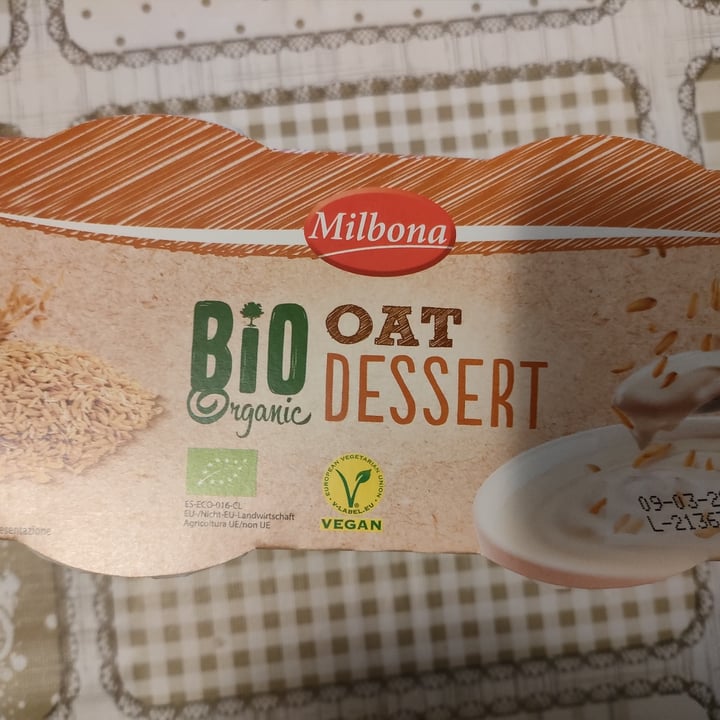 Milbona
BiO
Organic
OAT
DESSERT
ES-ECO-016-CL
EU-/Nicht-EU-Landwirtschaft
Agricoltura UE/non UE
EUROPEAN VEGETARIAN UNION
V-LABEL.EU
VEGAN
09-03-2
L-2136